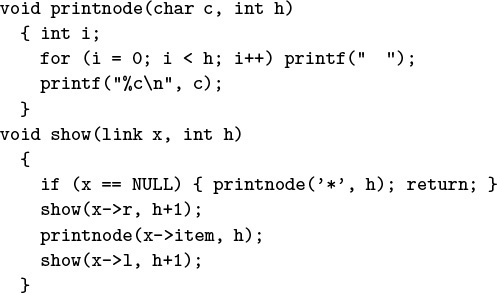 void printnode(char c, int h)
  { int i;
    for (i = 0; i < h; i++) printf("  ");
    printf("%c\n", c);
  }
void show(link x, int h)
  {
    if (x == NULL) { printnode('*', h); return; }
    show(x->r, h+1);
    printnode(x->item, h);
    show(x->l, h+1);
  }